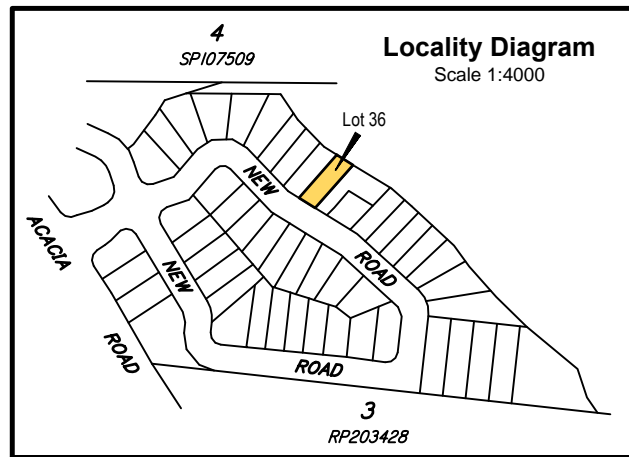 4
SP107509
Locality Diagram
Scale 1:4000
Lot 36
NEW
ROAD
ACACIA
ROAD
NEW
ROAD
3
RP203428